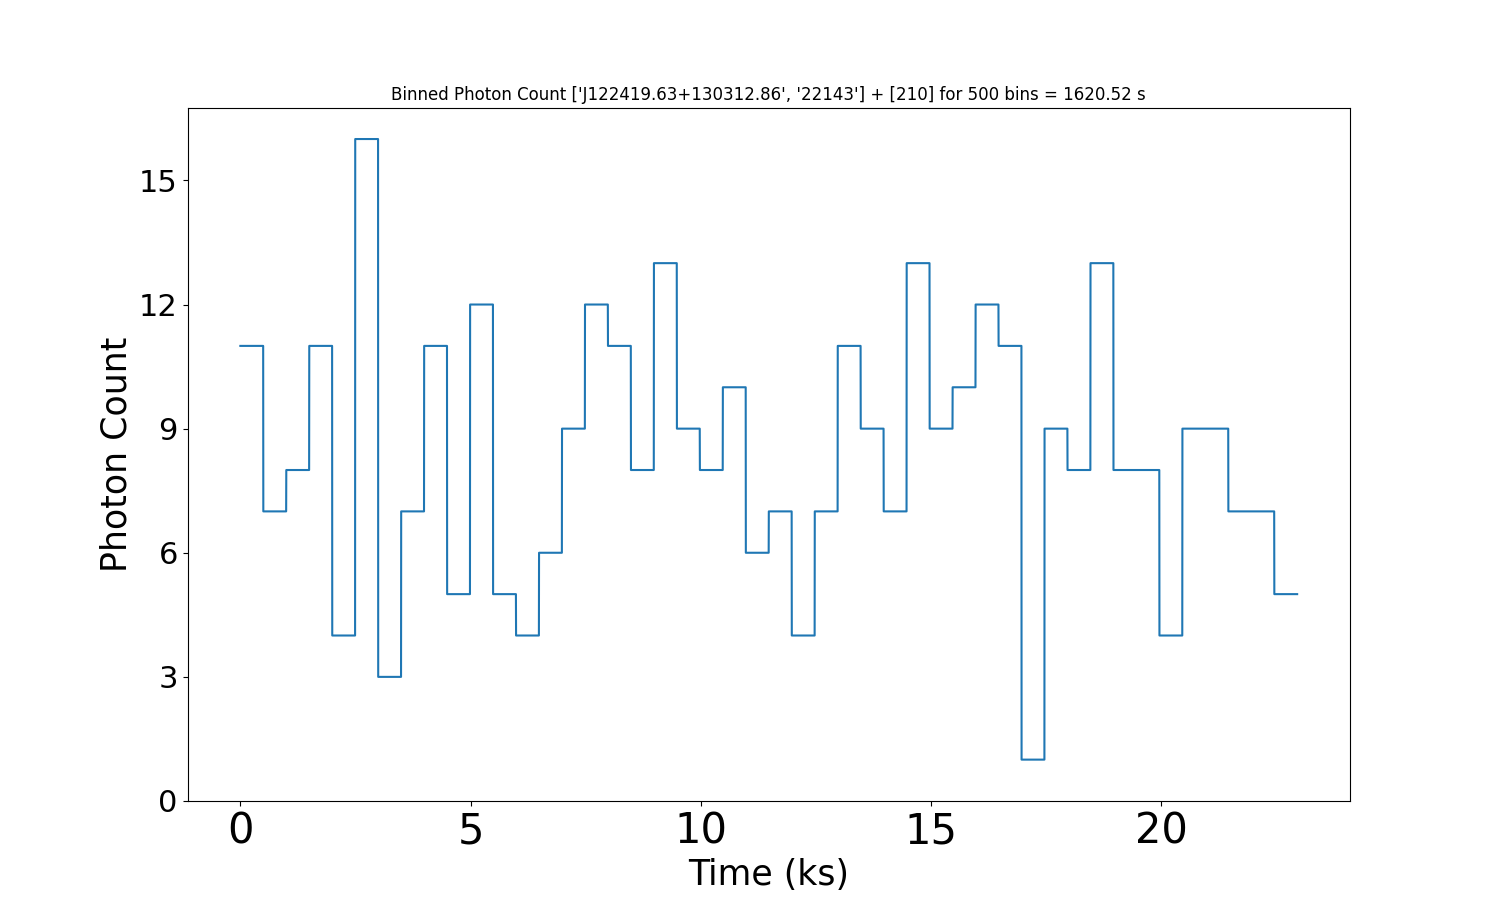 Binned Photon Count ['J122419.63+130312.86', '22143'] + [210] for 500 bins = 1620.52 s
15
12
9
6
3
0
Photon Count
0 5 10 15 20
Time (ks)